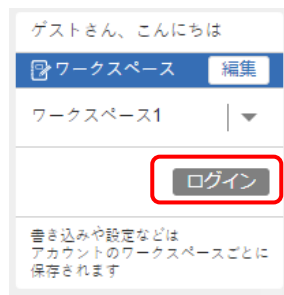 ゲストさん、こんにちは
ワークスペース 編集
ワークスペース1
ログイン
書き込みや設定などは
アカウントのワークスペースごとに
保存されます